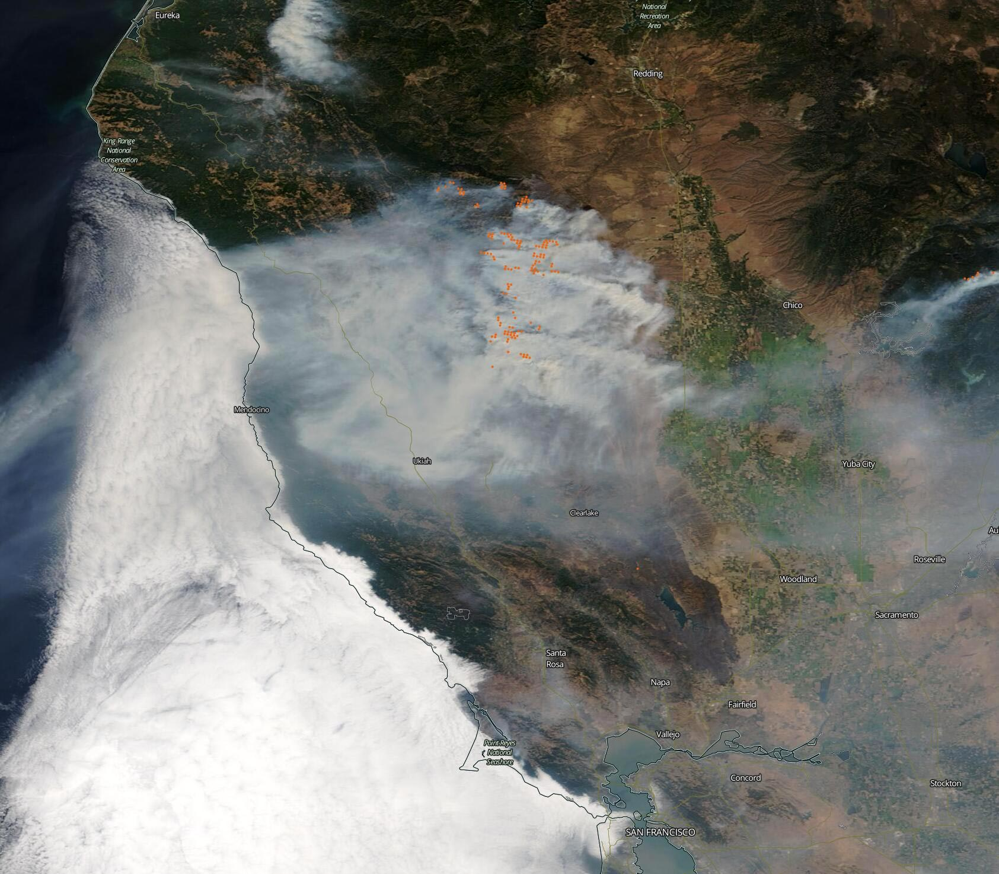 Eureka
National
Recreation
Area
Redding
King Range
National
Conservation
Area
Chico
Mendocino
Ukiah
Yuba City
Clearlake
Au
Roseville
Woodland
Sacramento
Santa
Rosa
Napa
Fairfield
Vallejo
Point Reyes
National
Seashore
Concord
Stockton
SAN FRANCISCO